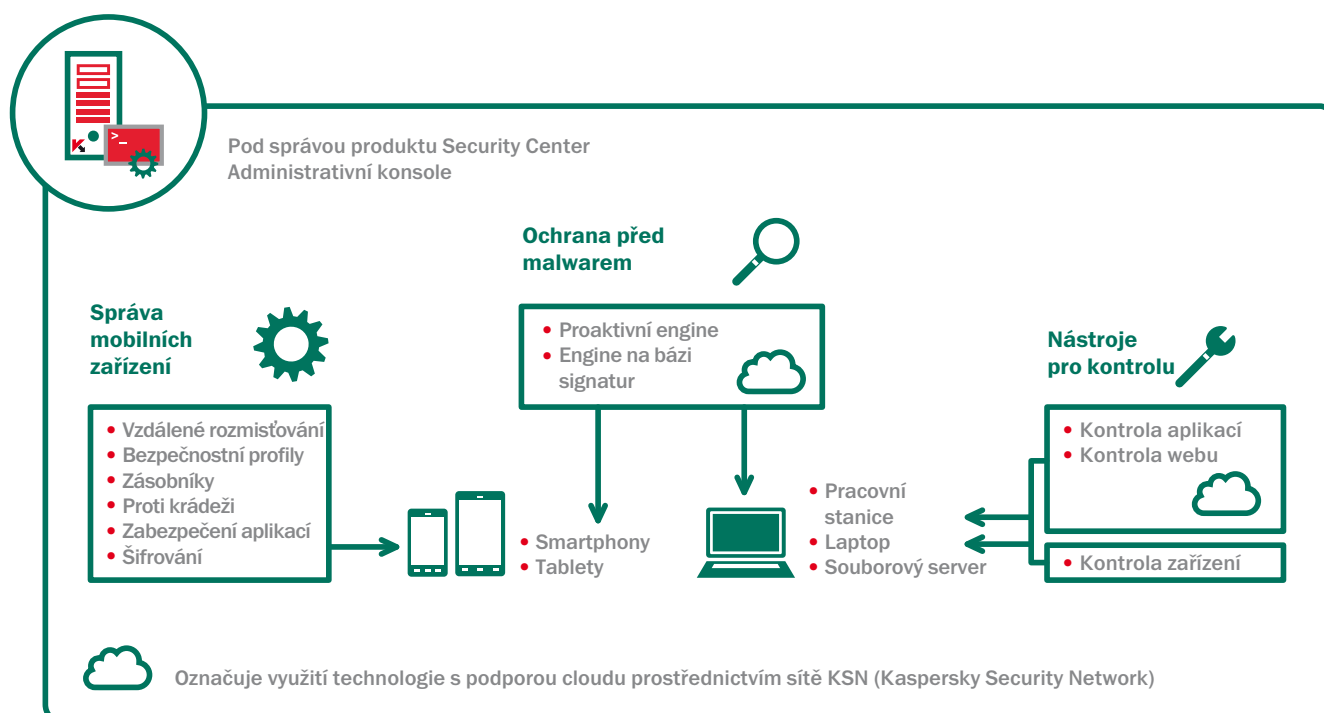 >_
Pod správou produktu Security Center
Administrativní konsole
Ochrana před
malwarem
• Proaktivní engine
• Engine na bázi
signatur
Správa
mobilních
zařízení
• Vzdálené rozmisťování
• Bezpečnostní profily
• Zásobníky
• Proti krádeži
• Zabezpečení aplikací
• Šifrování
• Smartphony
• Tablety
• Pracovní
stanice
• Laptop
• Souborový server
Nástroje
pro kontrolu
• Kontrola aplikací
• Kontrola webu
• Kontrola zařízení
Označuje využití technologie s podporou cloudu prostřednictvím sítě KSN (Kaspersky Security Network)